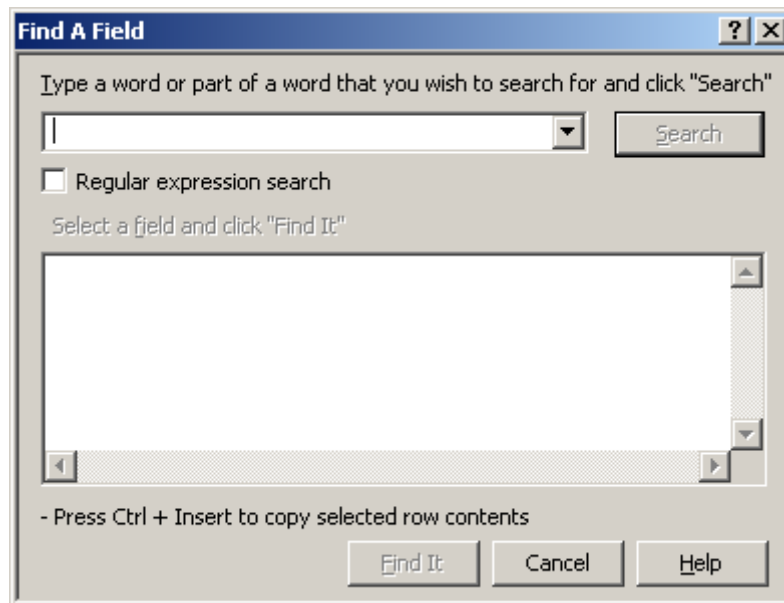 Find A Field
Type a word or part of a word that you wish to search for and click "Search"
Search
Regular expression search
Select a field and click "Find It"
- Press Ctrl + Insert to copy selected row contents
Find It Cancel Help